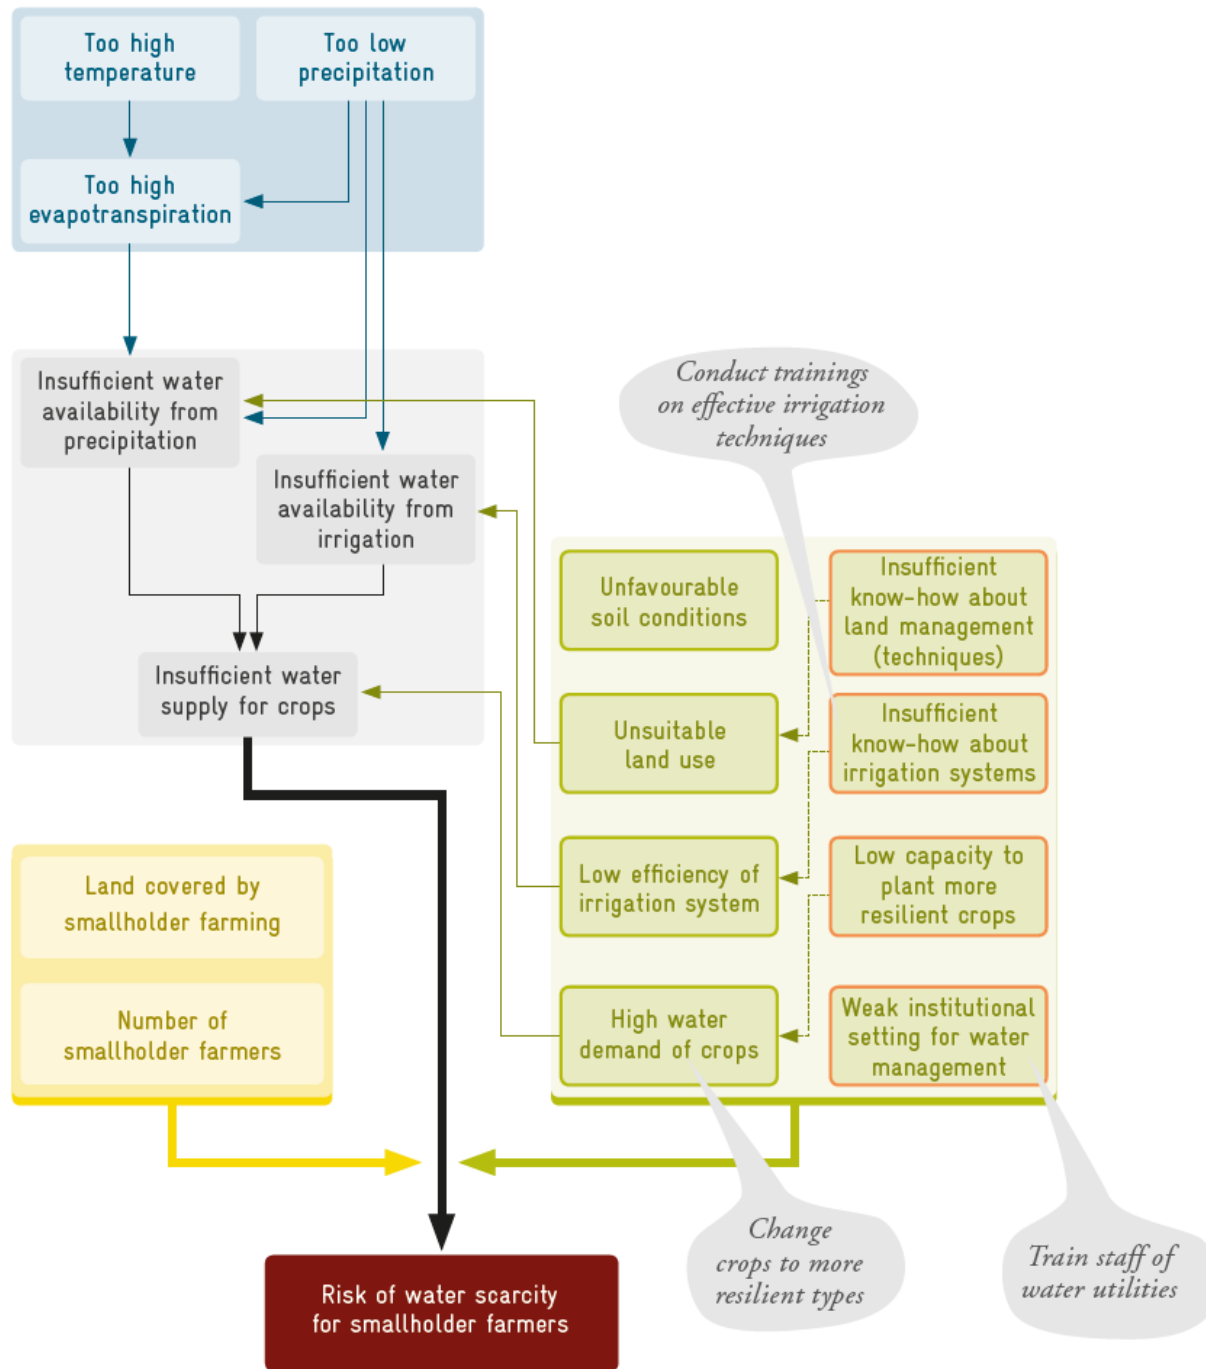 Too high
temperature
Too low
precipitation
Too high
evapotranspiration
Insufficient water
availability from
precipitation
Insufficient water
availability from
irrigation
Insufficient water
supply for crops
Conduct trainings
on effective irrigation
techniques
Unfavourable
soil conditions
Insufficient
know-how about
land management
(techniques)
Unsuitable
land use
Insufficient
know-how about
irrigation systems
Low efficiency of
irrigation system
Low capacity to
plant more
resilient crops
High water
demand of crops
Weak institutional
setting for water
management
Land covered by
smallholder farming
Number of
smallholder farmers
Change
crops to more
resilient types
Train staff of
water utilities
Risk of water scarcity
for smallholder farmers